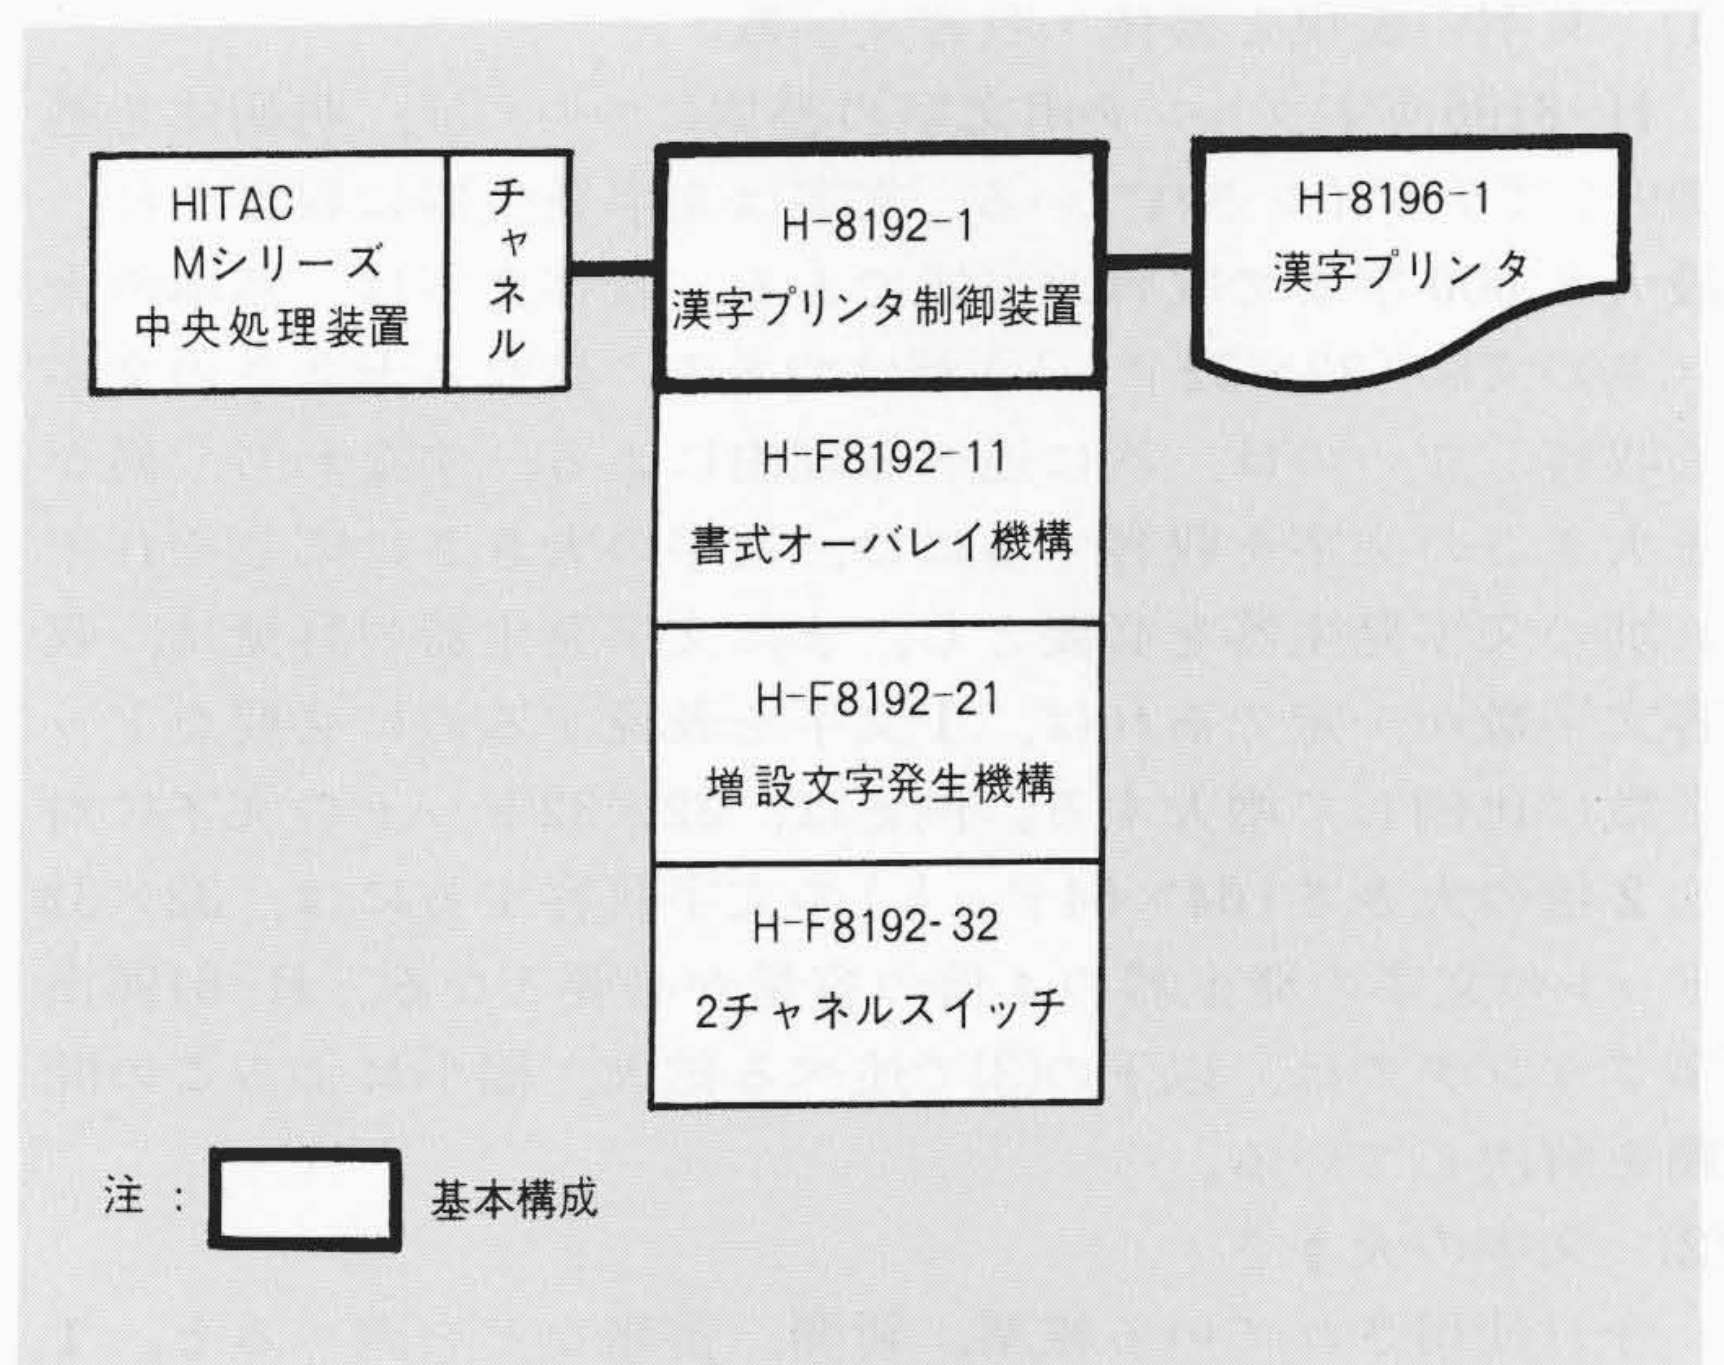 HITAC
Mシリーズ
中央処理装置
チャネル
H-8192-1
漢字プリンタ制御装置
H-8196-1
漢字プリンタ
H-F8192-11
書式オーバレイ機構
H-F8192-21
増設文字発生機構
H-F8192-32
2チャネルスイッチ
注：
基本構成